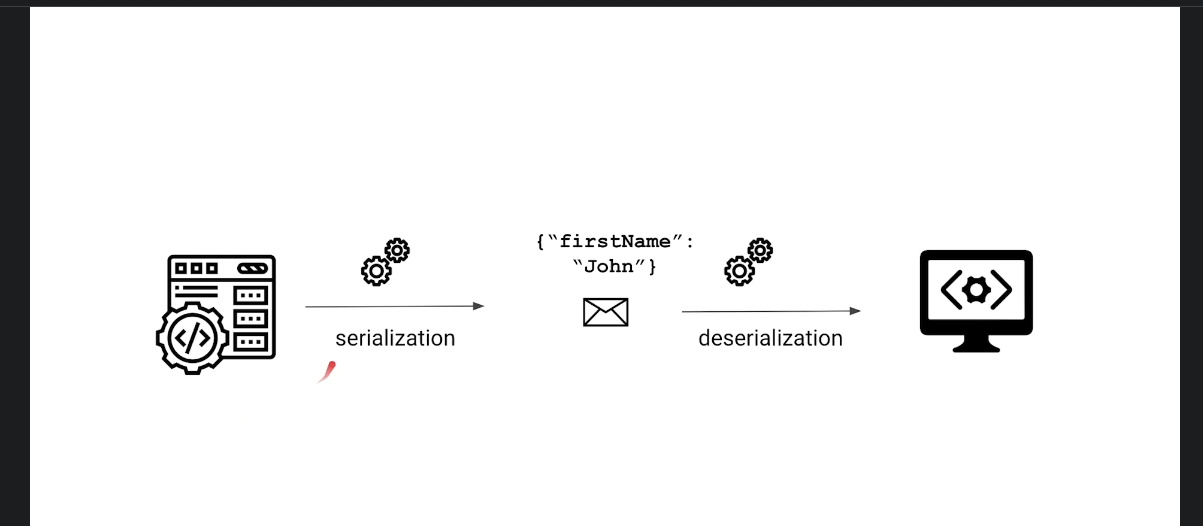 {“firstName”:
“John”}
serialization
deserialization